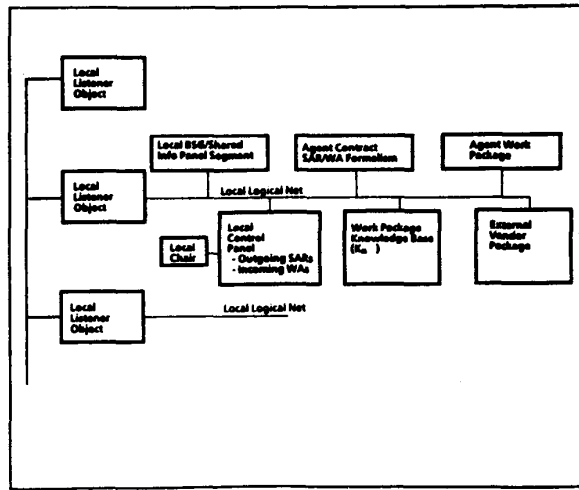 Local
Listener
Object
Local BSG/Shared
Info Panel Segment
Agent Contract
SAR/WA Formalism
Agent Work
Package
Local
Listener
Object
Local Logical Net
Local
Chair
Local
Control
Panel
- Outgoing SARs
- Incoming WAs
Work Package
Knowledge Base
External
Vendor
Package
Local
Listener
Object
Local Logical Net